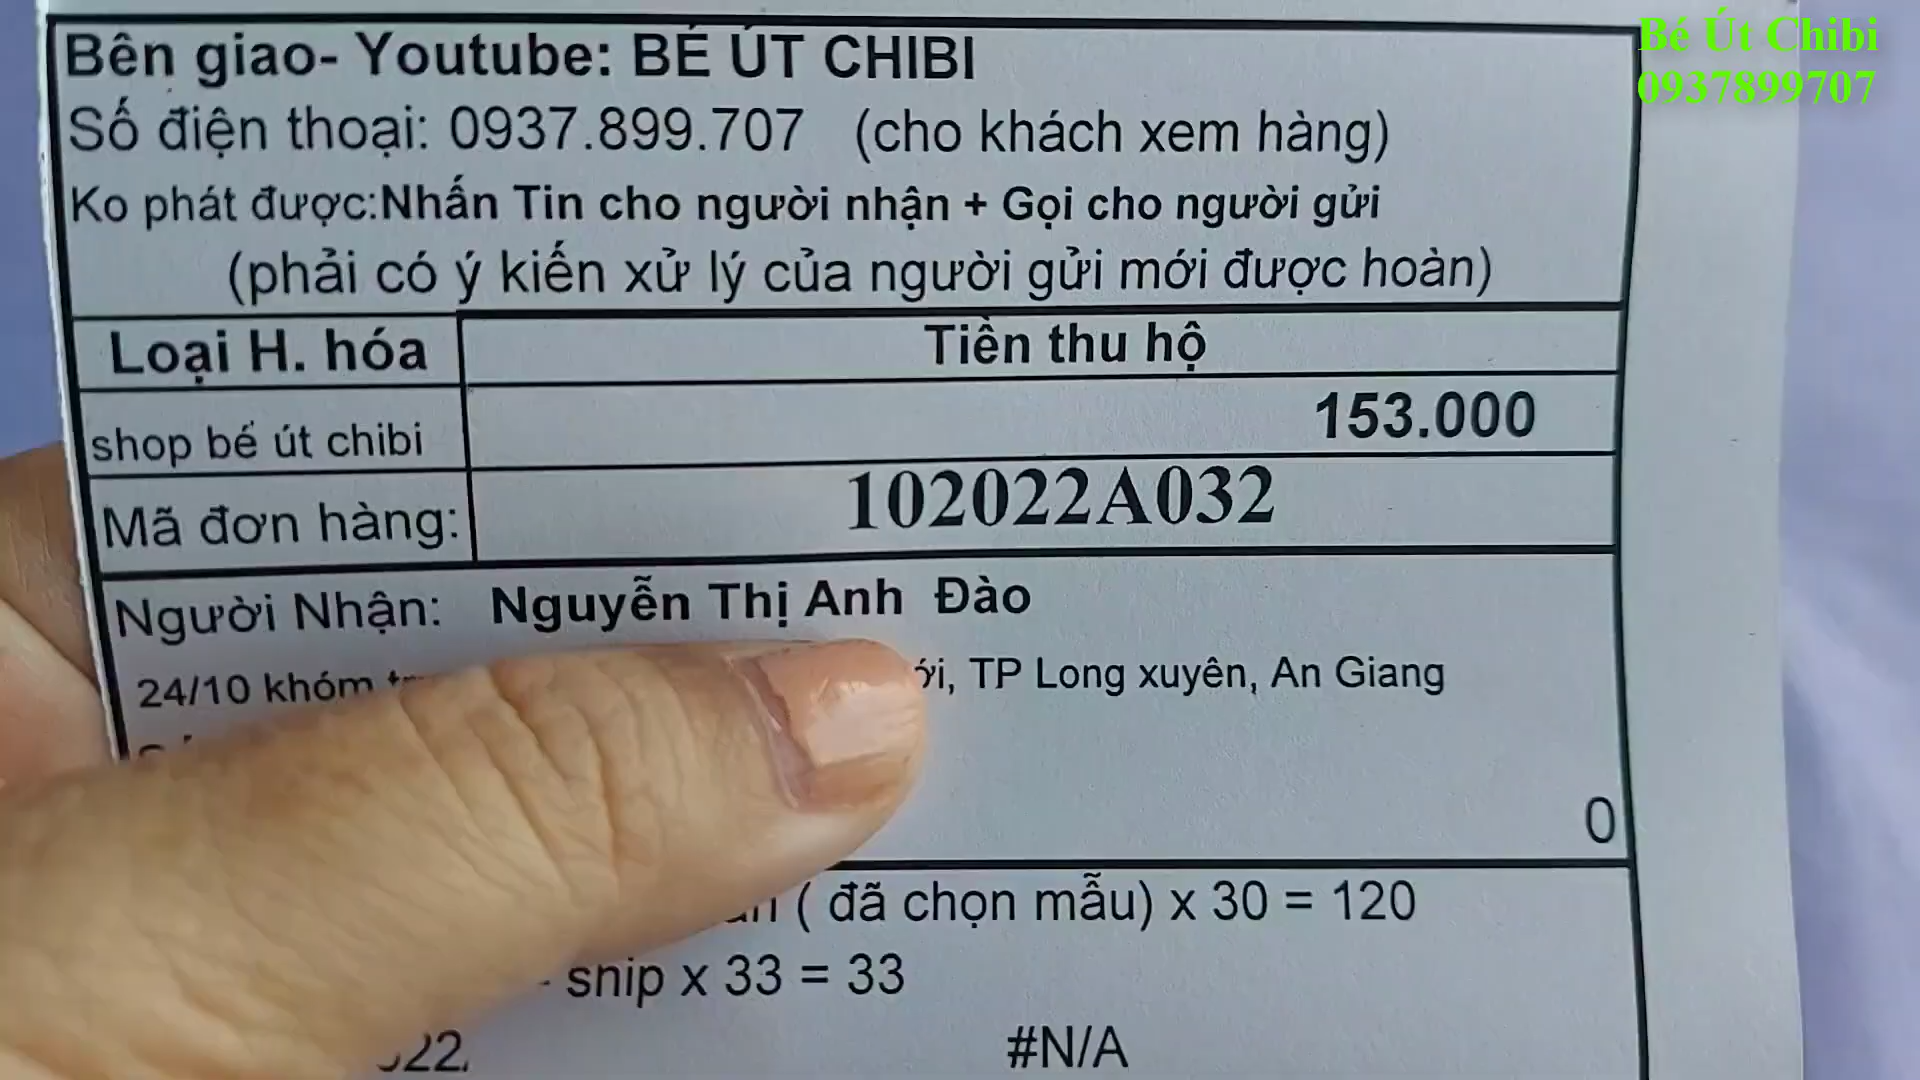 Bé Út Chibi
0937899707
Bên giao- Youtube: BÉ ÚT CHIBI
Số điện thoại: 0937.899.707 (cho khách xem hàng)
Ko phát được:Nhấn Tin cho người nhận + Gọi cho người gửi
(phải có ý kiến xử lý của người gửi mới được hoàn)
Loại H. hóa Tiền thu hộ
shop bé út chibi 153.000
Mã đơn hàng: 102022A032
Người Nhận: Nguyễn Thị Anh Đào
24/10 khóm TP Long xuyên, An Giang
0
( đã chọn mẫu) x 30 = 120
- snip x 33 = 33
#N/A